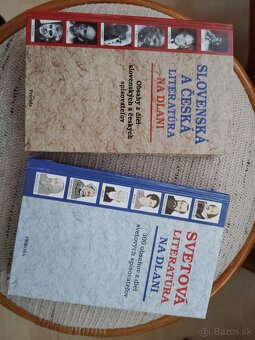 SLOVENSKÁ
A ČESKÁ
LITERATÚRA
NA DLANI
Obsahy z diel
slovenských a českých
spisovateľov
Príroda
SVETOVÁ
LITERATÚRA
NA DLANI
300 obsahov z diel
svetových spisovateľov
© Bazos.sk